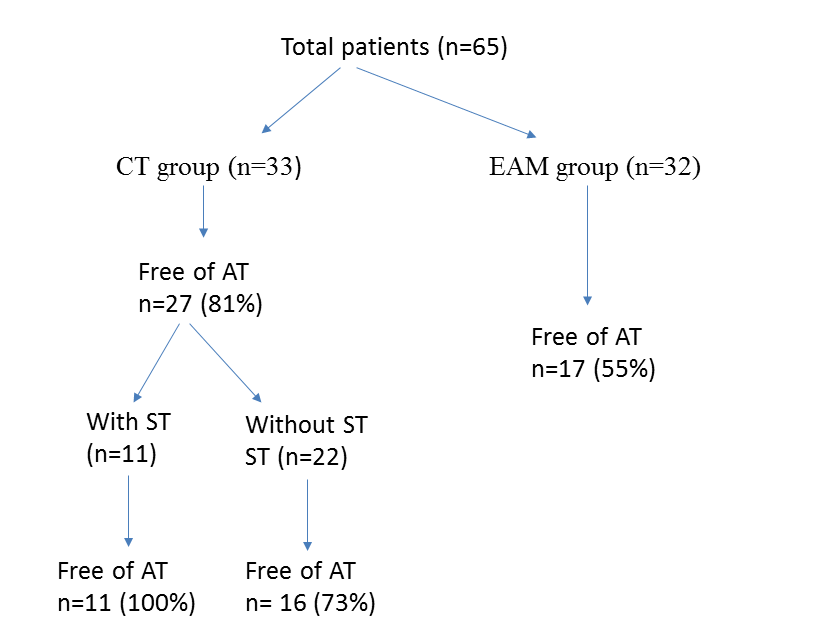 Total patients (n=65)
CT group (n=33)
EAM group (n=32)
Free of AT
n=27 (81%)
Free of AT
n=17 (55%)
With ST
(n=11)
Without ST
ST (n=22)
Free of AT
n=11 (100%)
Free of AT
n= 16 (73%)